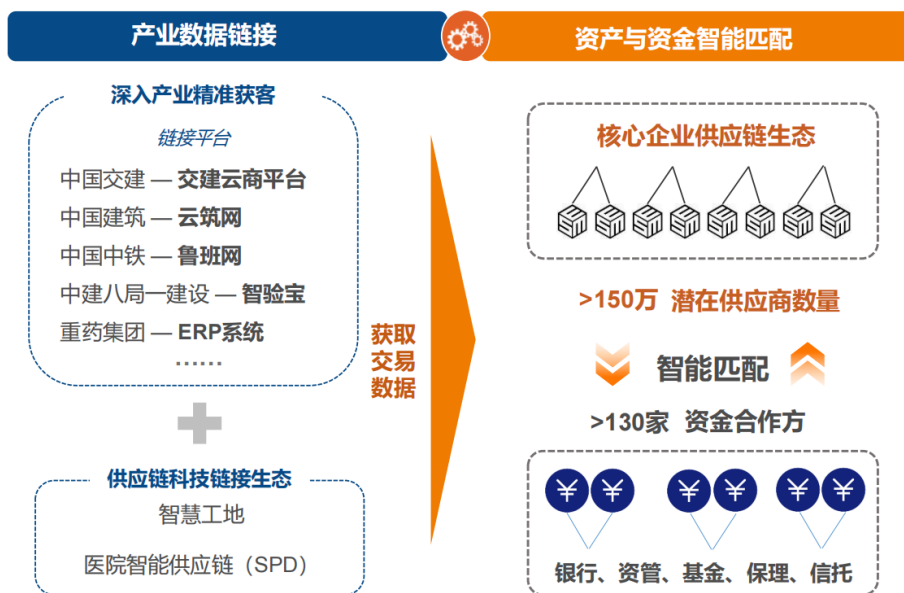 产业数据链接
资产与资金智能匹配
深入产业精准获客
链接平台
中国交建 — 交建云商平台
中国建筑 — 云筑网
中国中铁 — 鲁班网
中建八局一建设 — 智验宝
重药集团 — ERP系统
……
供应链科技链接生态
智慧工地
医院智能供应链（SPD）
获取
交易
数据
核心企业供应链生态
>150万 潜在供应商数量
智能匹配
>130家 资金合作方
¥ ¥ ¥ ¥ ¥ ¥
银行、资管、基金、保理、信托